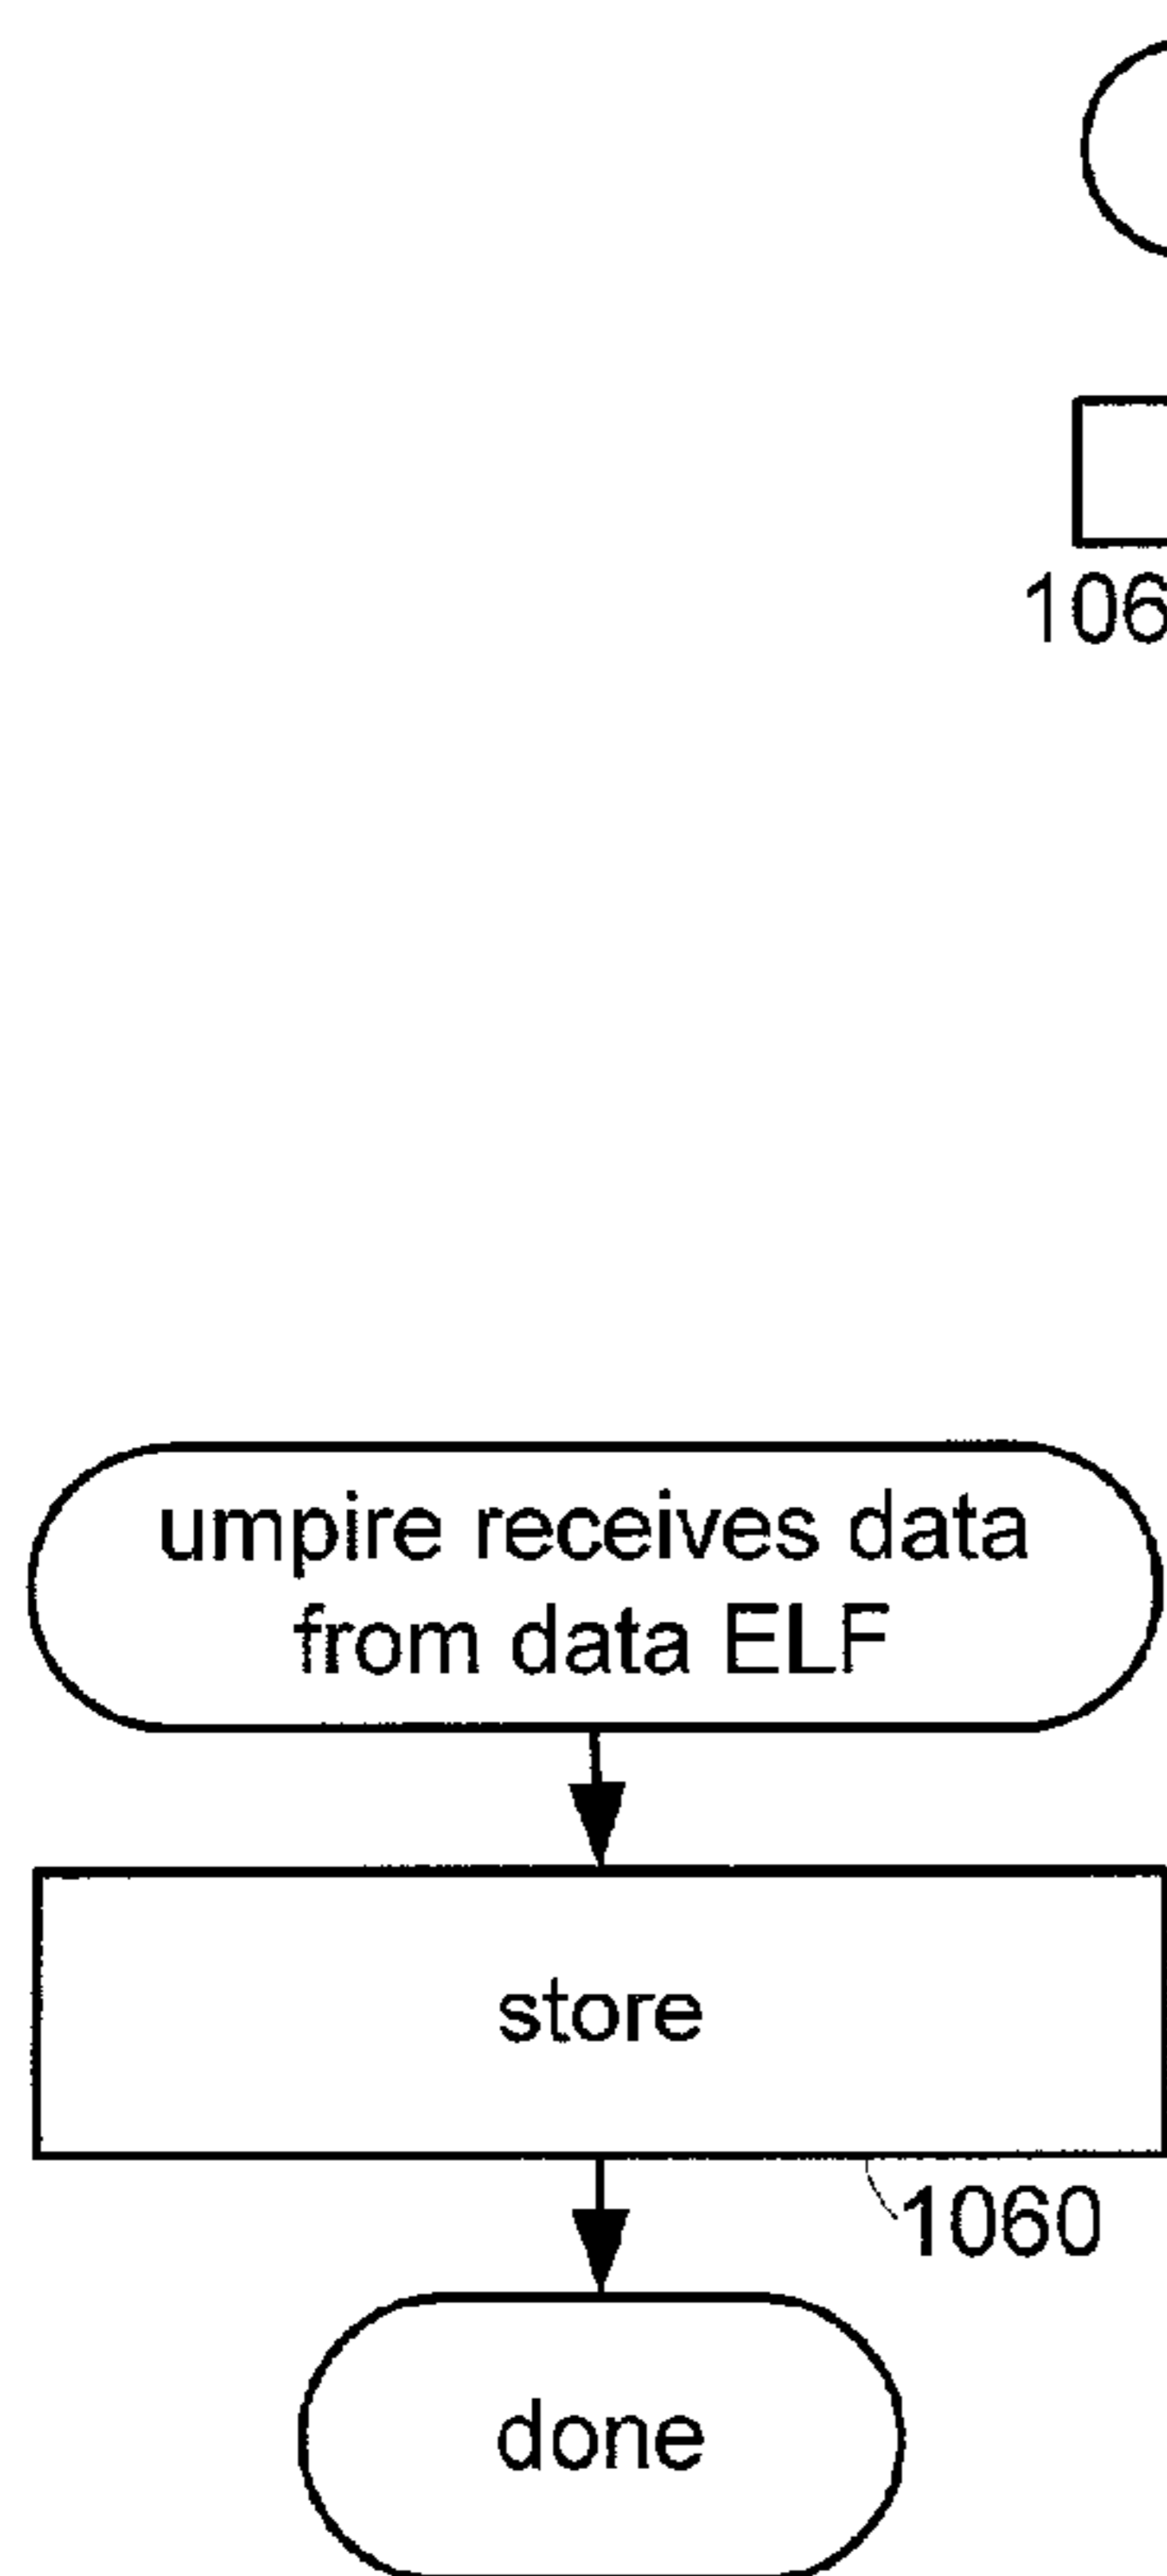 106
umpire receives data
from data ELF
store
1060
done